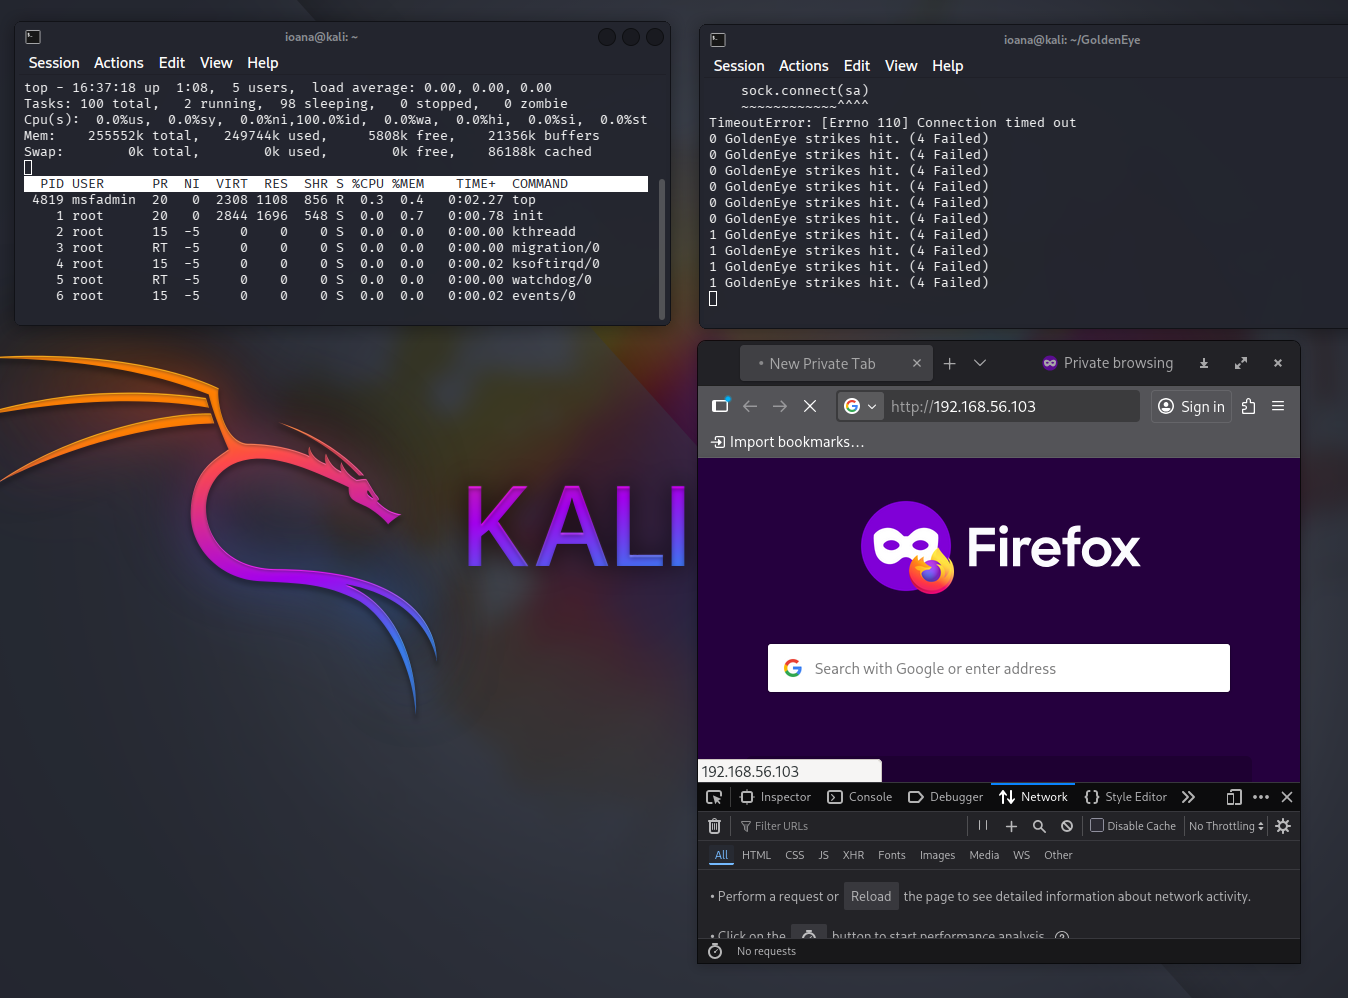 ioana@kali: ~
Session Actions Edit View Help
top - 16:37:18 up  1:08,  5 users,  load average: 0.00, 0.00, 0.00
Tasks: 100 total,   2 running,  98 sleeping,   0 stopped,   0 zombie
Cpu(s):  0.0%us,  0.0%sy,  0.0%ni,100.0%id,  0.0%wa,  0.0%hi,  0.0%si,  0.0%st
Mem:    255552k total,   249744k used,     5808k free,    21356k buffers
Swap:        0k total,        0k used,        0k free,    86188k cached
PID USER      PR  NI  VIRT  RES  SHR S %CPU %MEM    TIME+  COMMAND
4819 msfadmin  20   0  2308 1108  856 R  0.3  0.4   0:02.27 top
1 root      20   0  2844 1696  548 S  0.0  0.7   0:00.78 init
2 root      15  -5     0    0    0 S  0.0  0.0   0:00.00 kthreadd
3 root      RT  -5     0    0    0 S  0.0  0.0   0:00.00 migration/0
4 root      15  -5     0    0    0 S  0.0  0.0   0:00.02 ksoftirqd/0
5 root      RT  -5     0    0    0 S  0.0  0.0   0:00.00 watchdog/0
6 root      15  -5     0    0    0 S  0.0  0.0   0:00.02 events/0
ioana@kali: ~/GoldenEye
Session Actions Edit View Help
sock.connect(sa)
~~~~~~~~~~~~^^^^
TimeoutError: [Errno 110] Connection timed out
0 GoldenEye strikes hit. (4 Failed)
0 GoldenEye strikes hit. (4 Failed)
0 GoldenEye strikes hit. (4 Failed)
0 GoldenEye strikes hit. (4 Failed)
0 GoldenEye strikes hit. (4 Failed)
0 GoldenEye strikes hit. (4 Failed)
1 GoldenEye strikes hit. (4 Failed)
1 GoldenEye strikes hit. (4 Failed)
1 GoldenEye strikes hit. (4 Failed)
1 GoldenEye strikes hit. (4 Failed)
KALI
New Private Tab
Private browsing
http://192.168.56.103
Sign in
Import bookmarks…
Firefox
Search with Google or enter address
192.168.56.103
Inspector Console Debugger Network Style Editor
Filter URLs
Disable Cache
No Throttling
All HTML CSS JS XHR Fonts Images Media WS Other
• Perform a request or Reload the page to see detailed information about network activity.
• Click on the button to start performance analysis.
No requests